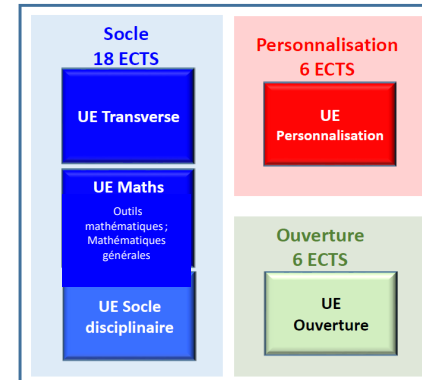 Socle
18 ECTS
UE Transverse
UE Maths
Outils
mathématiques ;
Mathématiques
générales
UE Socle
disciplinaire
Personnalisation
6 ECTS
UE
Personnalisation
Ouverture
6 ECTS
UE
Ouverture